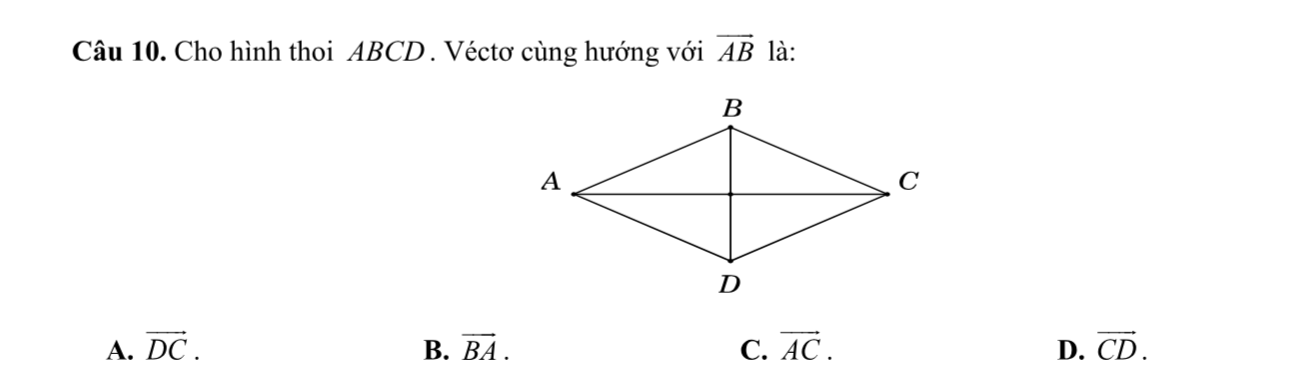 Câu 10. Cho hình thoi ABCD. Véctơ cùng hướng với $\overrightarrow{AB}$ là:
B
A C
D
A. $\overrightarrow{DC}$. B. $\overrightarrow{BA}$. C. $\overrightarrow{AC}$. D. $\overrightarrow{CD}$.